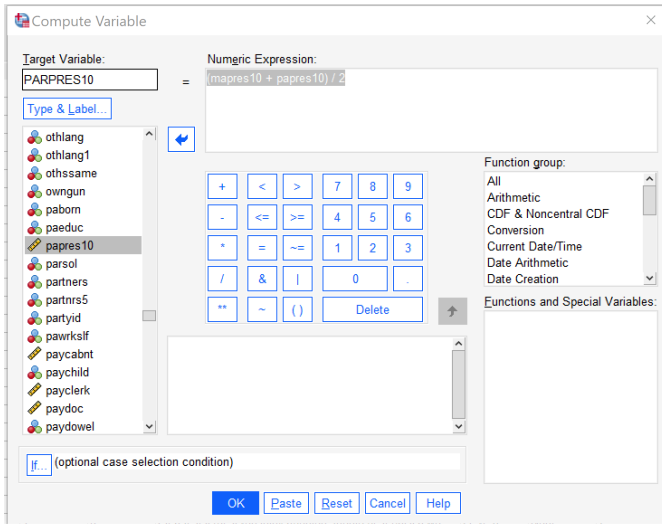 Compute Variable
Target Variable:
PARPRES10
=
Numeric Expression:
(mapres10 + papres10) / 2
Type & Label...
othlang
othlang1
othssame
owngun
paborn
paeduc
papres10
parsol
partners
partnrs5
partyid
pawrkslf
paycabnt
paychild
payclerk
paydoc
paydowel
+ < > 7 8 9
- <= >= 4 5 6
* = ~= 1 2 3
/ & | 0 .
** ~ ( ) Delete
Function group:
All
Arithmetic
CDF & Noncentral CDF
Conversion
Current Date/Time
Date Arithmetic
Date Creation
Functions and Special Variables:
If... (optional case selection condition)
OK Paste Reset Cancel Help